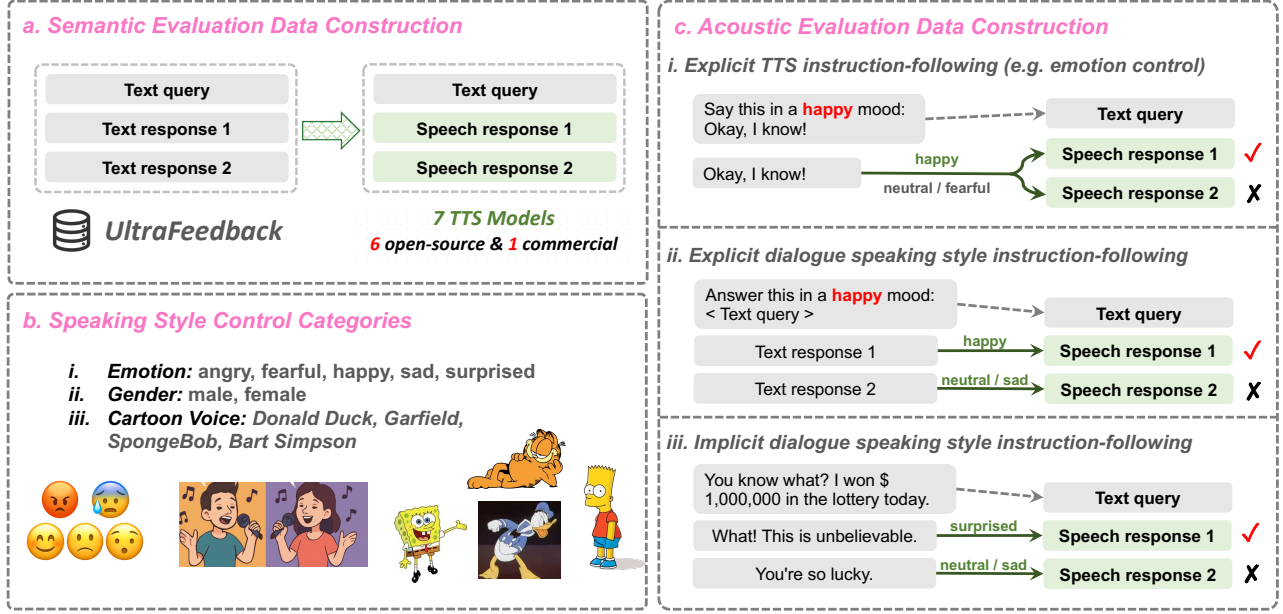 a. Semantic Evaluation Data Construction
Text query
Text response 1
Text response 2
Text query
Speech response 1
Speech response 2
UltraFeedback
7 TTS Models
6 open-source & 1 commercial
b. Speaking Style Control Categories
i. Emotion: angry, fearful, happy, sad, surprised
ii. Gender: male, female
iii. Cartoon Voice: Donald Duck, Garfield,
SpongeBob, Bart Simpson
c. Acoustic Evaluation Data Construction
i. Explicit TTS instruction-following (e.g. emotion control)
Say this in a happy mood:
Okay, I know!
Text query
Okay, I know!
happy
neutral / fearful
Speech response 1
Speech response 2
ii. Explicit dialogue speaking style instruction-following
Answer this in a happy mood:
< Text query >
Text query
Text response 1
happy
Speech response 1
Text response 2
neutral / sad
Speech response 2
iii. Implicit dialogue speaking style instruction-following
You know what? I won $
1,000,000 in the lottery today.
Text query
What! This is unbelievable.
surprised
Speech response 1
You're so lucky.
neutral / sad
Speech response 2